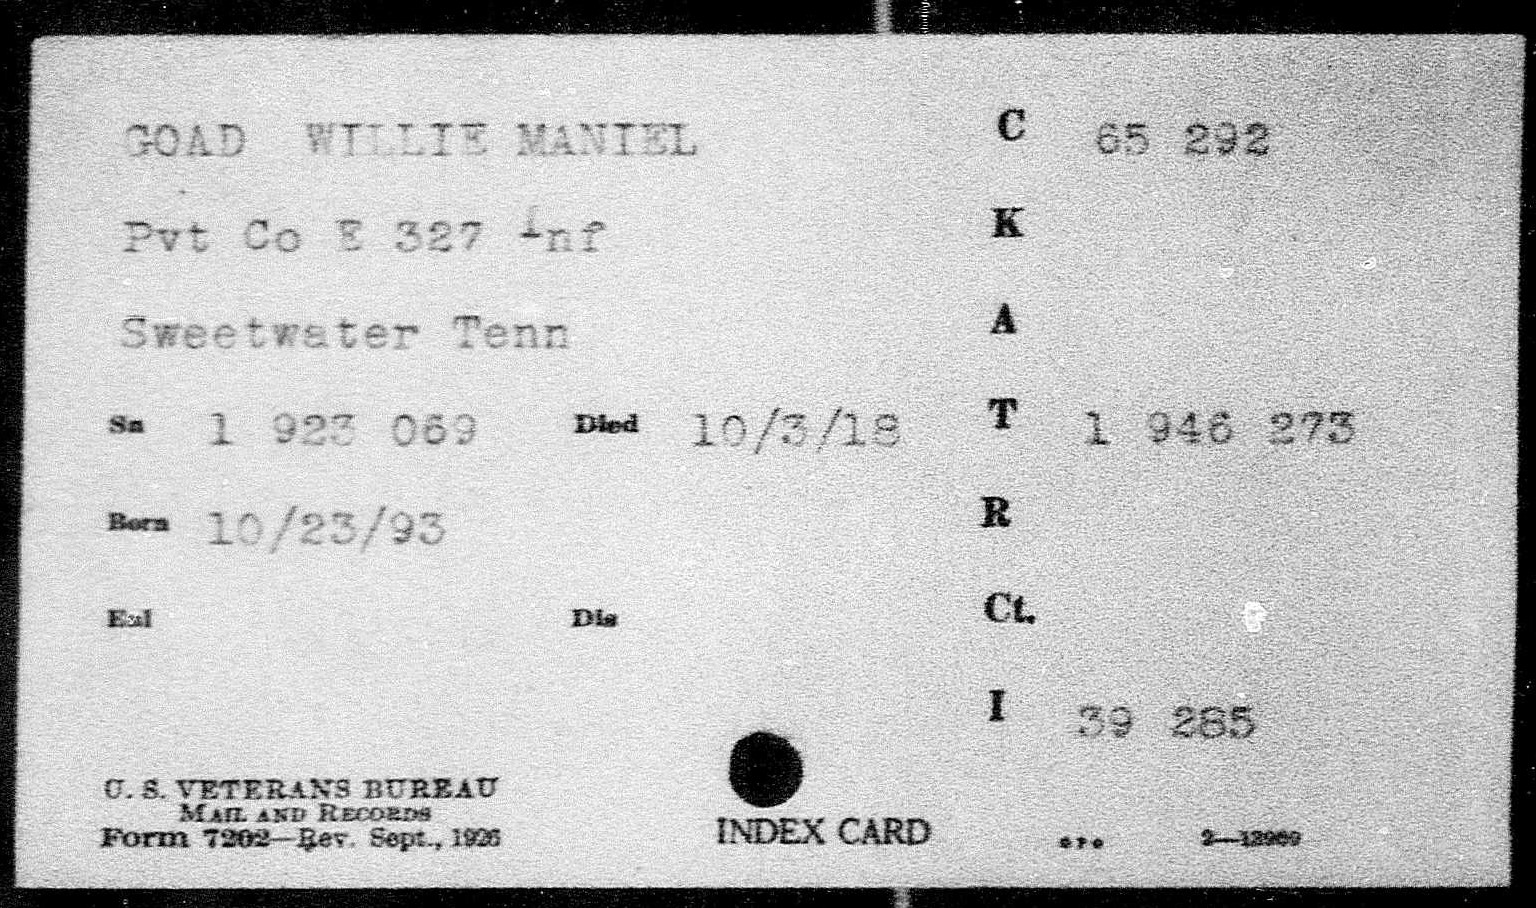 GOAD WILLIE MANIEL C 65 292
Pvt Co E 327 Inf K
Sweetwater Tenn A
Sn 1 923 069 Died 10/3/18 T 1 946 273
Born 10/23/93 R
Enl Dis Ct.
I 39 285
U. S. VETERANS BUREAU
MAIL AND RECORDS
Form 7202—Rev. Sept., 1926
INDEX CARD